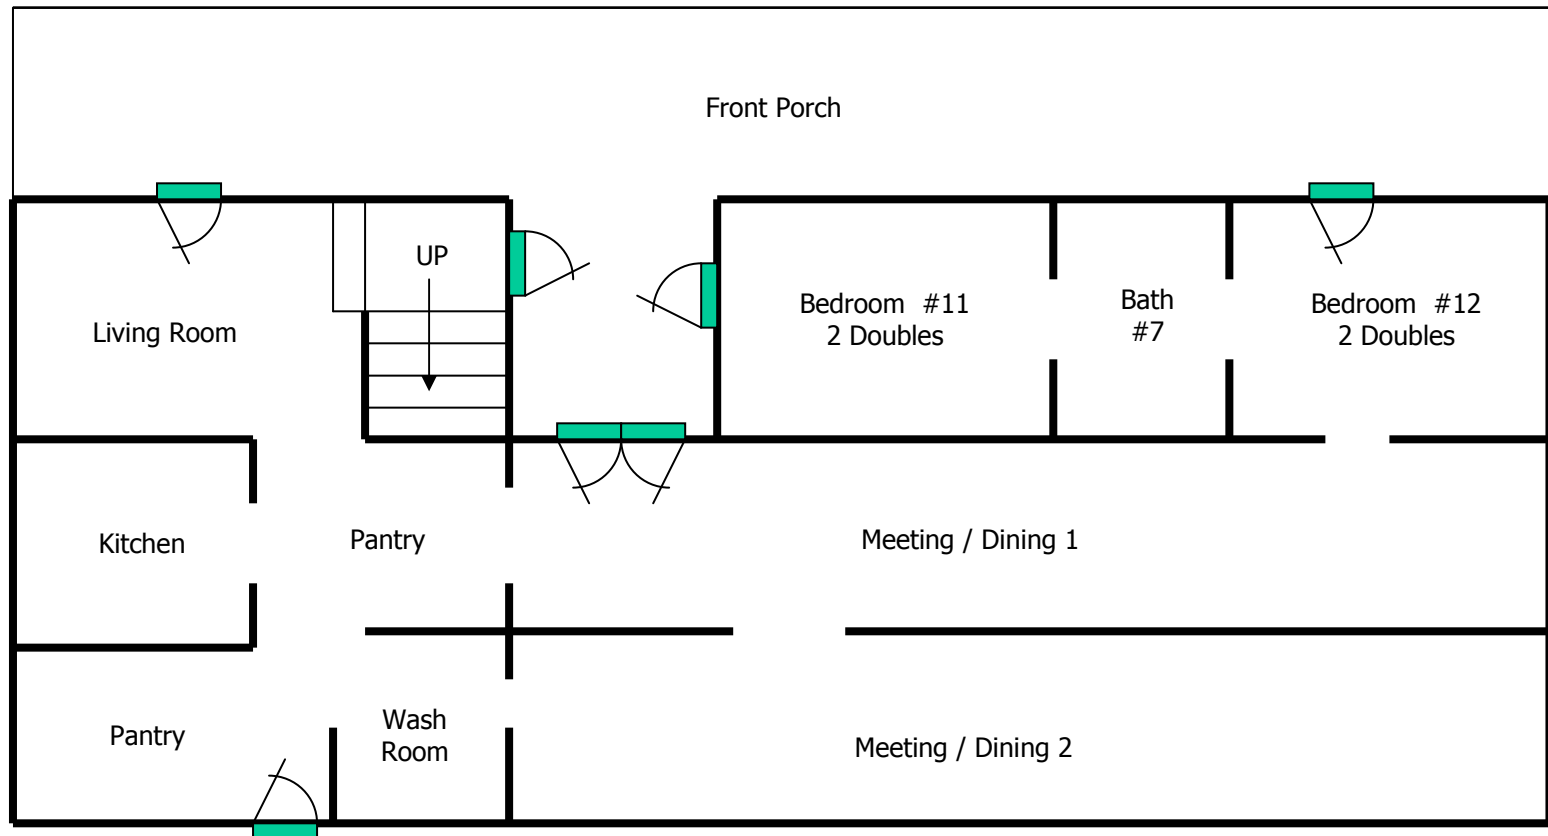 Front Porch
UP
Living Room
Bedroom #11
2 Doubles
Bath
#7
Bedroom #12
2 Doubles
Kitchen
Pantry
Meeting / Dining 1
Pantry
Wash
Room
Meeting / Dining 2